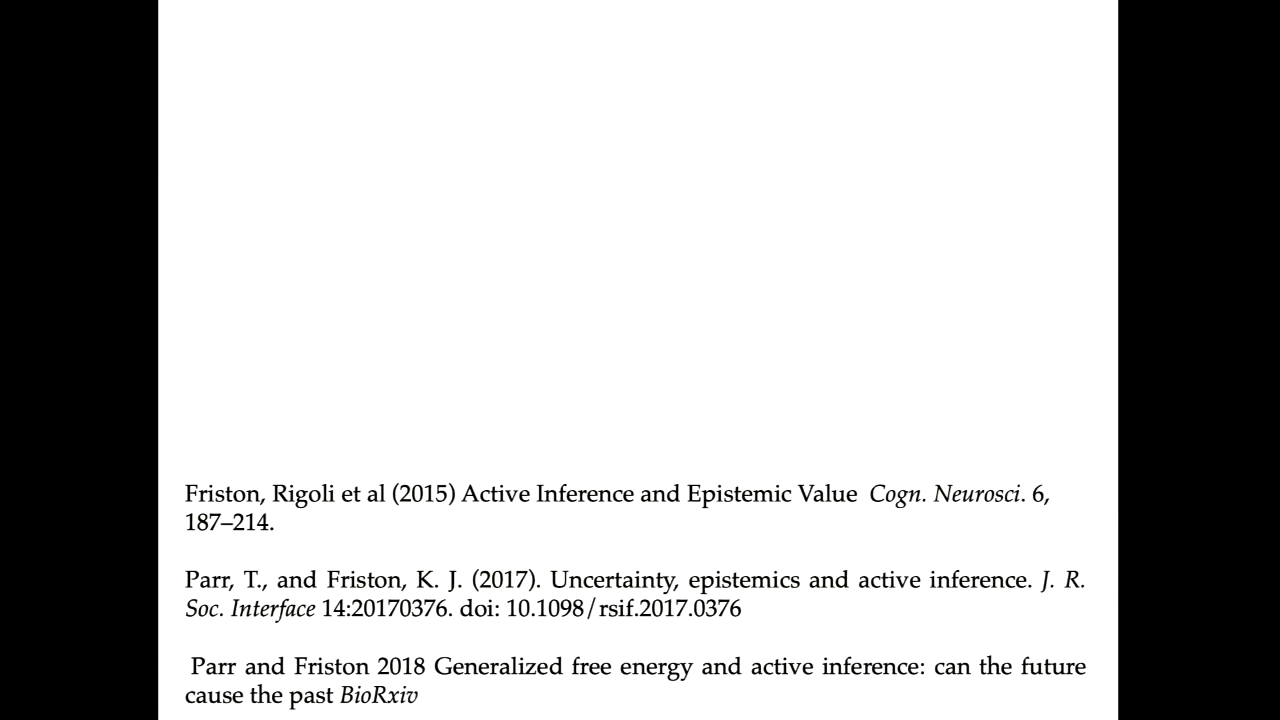 Friston, Rigoli et al (2015) Active Inference and Epistemic Value Cogn. Neurosci. 6,
187–214.
Parr, T., and Friston, K. J. (2017). Uncertainty, epistemics and active inference. J. R.
Soc. Interface 14:20170376. doi: 10.1098/rsif.2017.0376
Parr and Friston 2018 Generalized free energy and active inference: can the future
cause the past BioRxiv